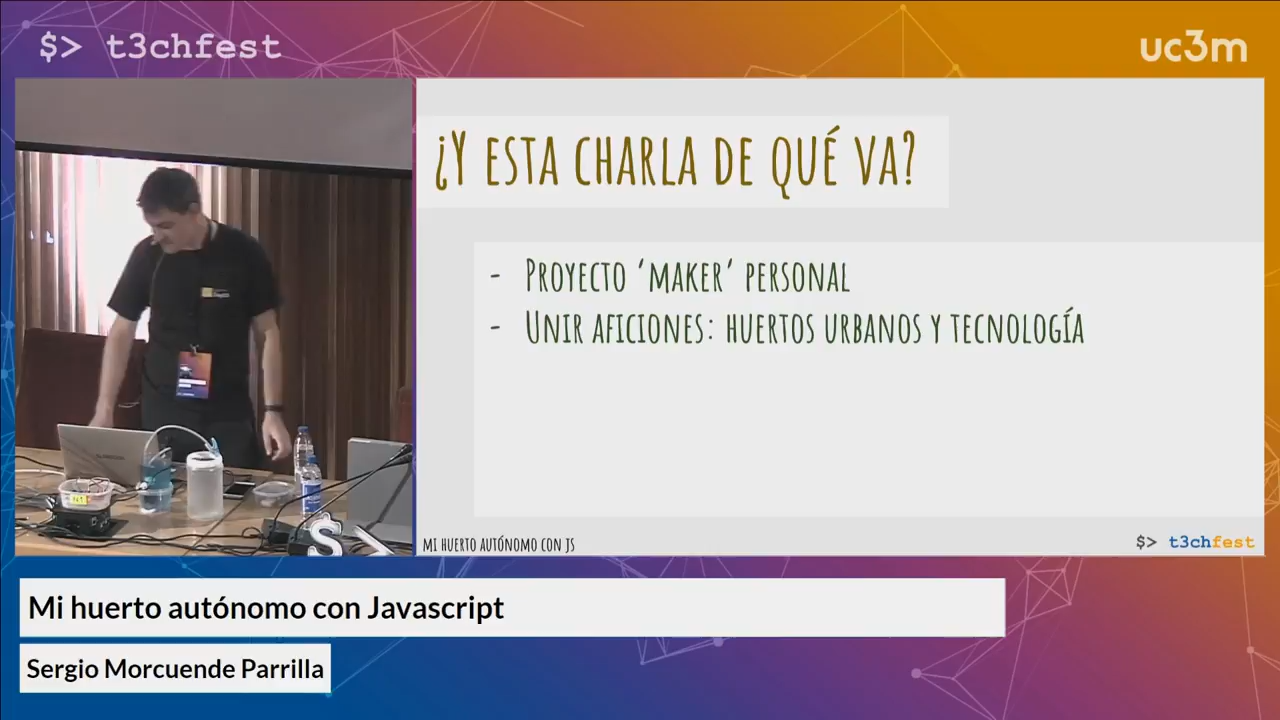 $> t3chfest
uc3m
¿Y ESTA CHARLA DE QUÉ VA?
- PROYECTO ‘MAKER’ PERSONAL
- UNIR AFICIONES: HUERTOS URBANOS Y TECNOLOGÍA
MI HUERTO AUTÓNOMO CON JS
$> t3chfest
Mi huerto autónomo con Javascript
Sergio Morcuende Parrilla